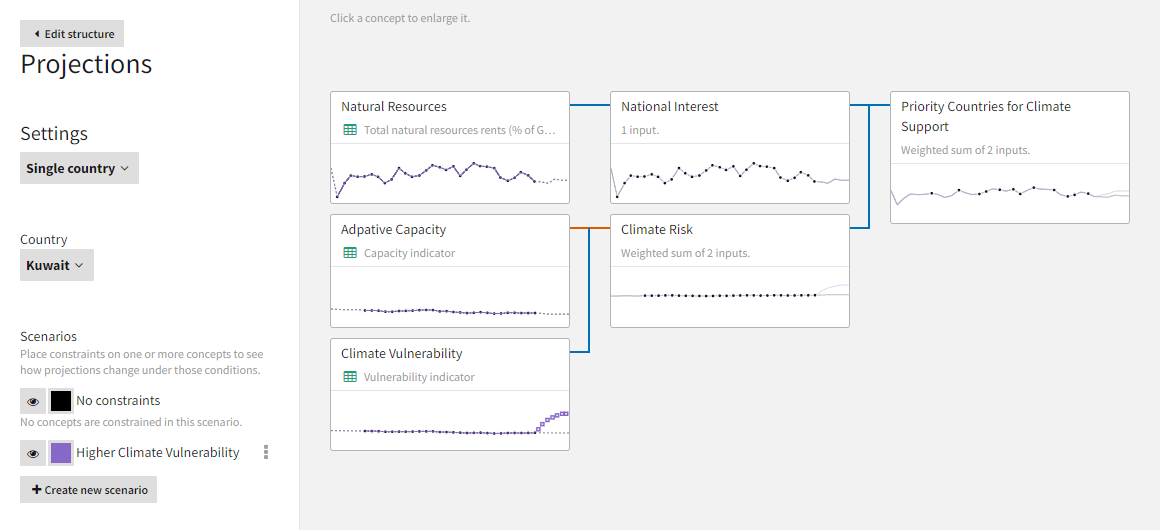 Edit structure
Projections
Settings
Single country
Country
Kuwait
Scenarios
Place constraints on one or more concepts to see
how projections change under those conditions.
No constraints
No concepts are constrained in this scenario.
Higher Climate Vulnerability
Create new scenario
Click a concept to enlarge it.
Natural Resources
Total natural resources rents (% of G...
National Interest
1 input.
Priority Countries for Climate
Support
Weighted sum of 2 inputs.
Adpative Capacity
Capacity indicator
Climate Risk
Weighted sum of 2 inputs.
Climate Vulnerability
Vulnerability indicator